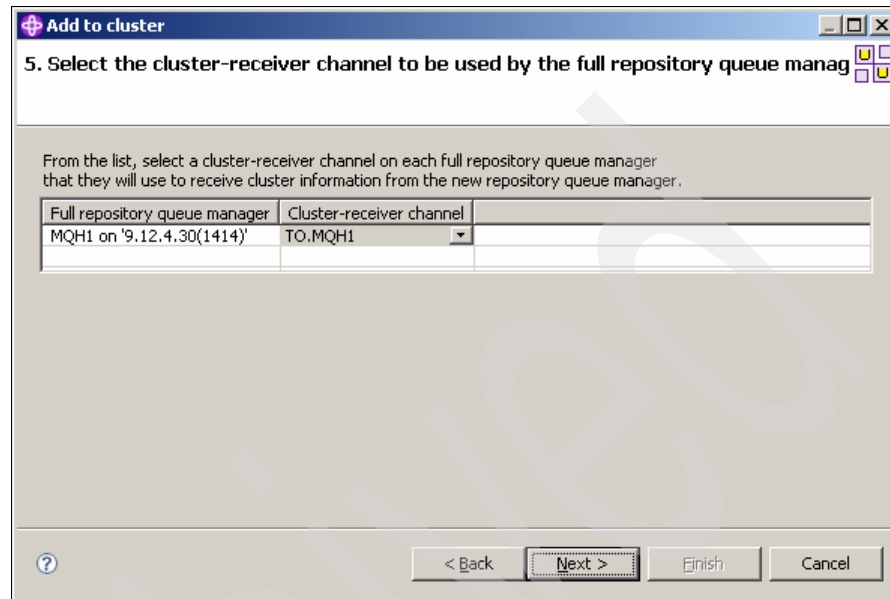 Add to cluster
5. Select the cluster-receiver channel to be used by the full repository queue manag
From the list, select a cluster-receiver channel on each full repository queue manager
that they will use to receive cluster information from the new repository queue manager.
Full repository queue manager Cluster-receiver channel
MQH1 on '9.12.4.30(1414)' TO.MQH1
? < Back Next > Finish Cancel